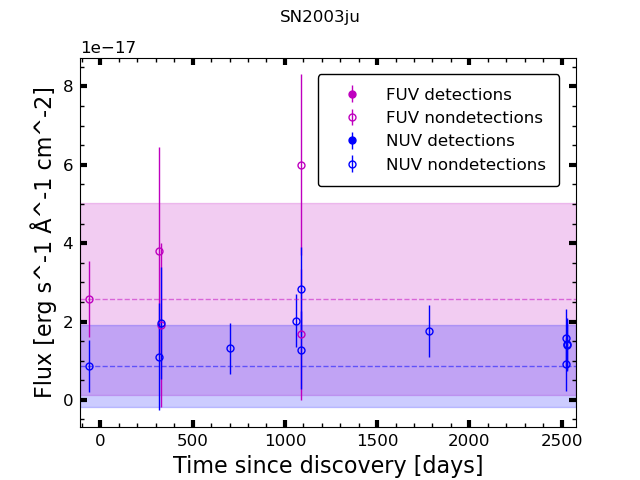 SN2003ju
1e−17
FUV detections
FUV nondetections
NUV detections
NUV nondetections
8
6
4
2
0
Flux [erg s^-1 Å^-1 cm^-2]
0 500 1000 1500 2000 2500
Time since discovery [days]